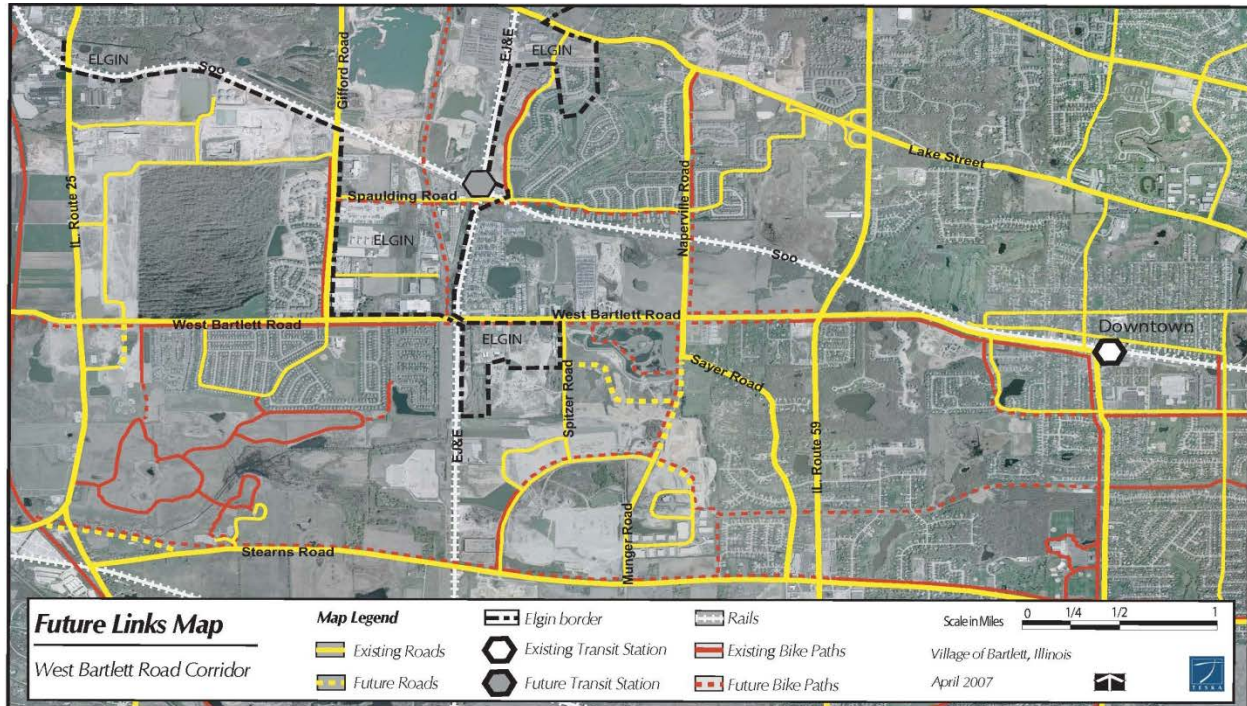 ELGIN
Soo
Gifford Road
EJ&E
ELGIN
Lake Street
IL. Route 25
Spaulding Road
Naperville Road
ELGIN
Soo
West Bartlett Road
West Bartlett Road
Downtown
ELGIN
Spitzer Road
Sayer Road
EJ&E
IL. Route 59
Munger Road
Stearns Road
Future Links Map
West Bartlett Road Corridor
Map Legend
Existing Roads
Future Roads
Elgin border
Existing Transit Station
Future Transit Station
Rails
Existing Bike Paths
Future Bike Paths
Scale in Miles
0 1/4 1/2 1
Village of Bartlett, Illinois
April 2007
TESKA